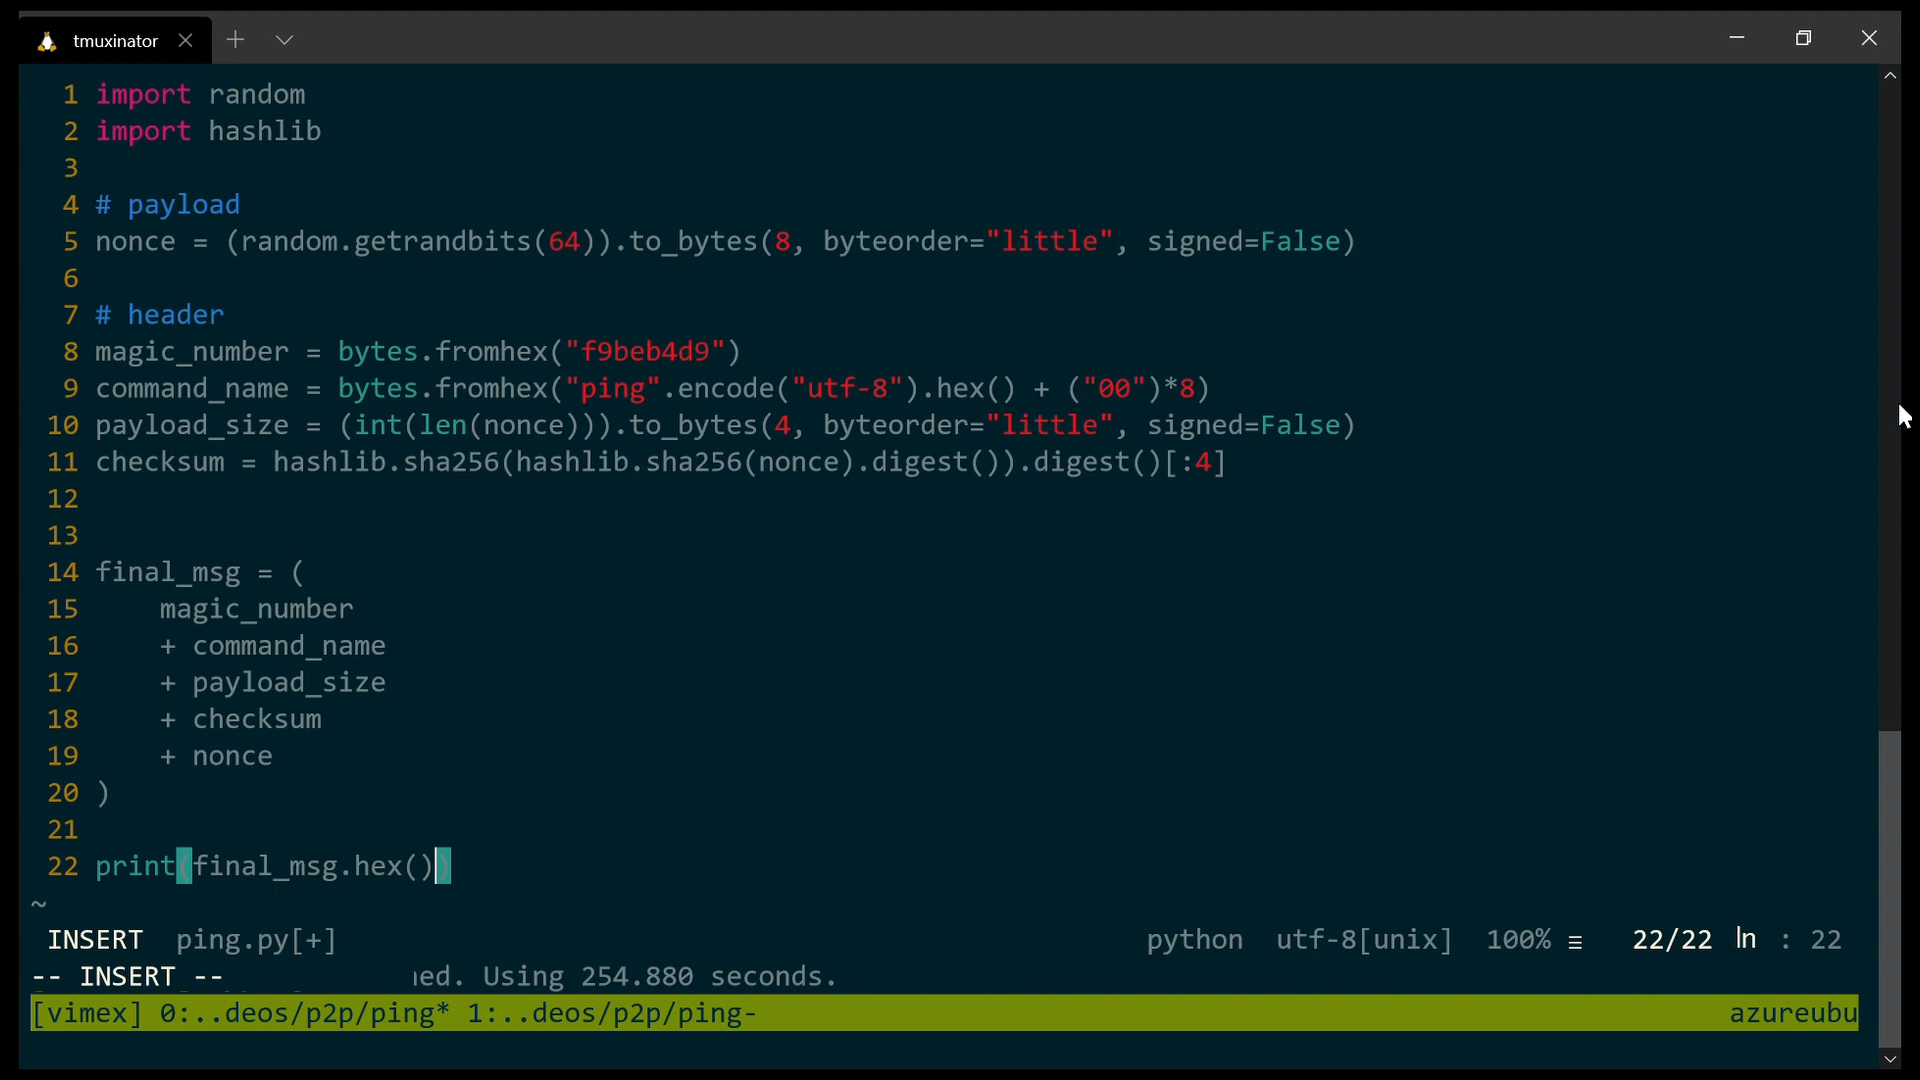 tmuxinator
1 import random
2 import hashlib
3
4 # payload
5 nonce = (random.getrandbits(64)).to_bytes(8, byteorder="little", signed=False)
6
7 # header
8 magic_number = bytes.fromhex("f9beb4d9")
9 command_name = bytes.fromhex("ping".encode("utf-8").hex() + ("00")*8)
10 payload_size = (int(len(nonce))).to_bytes(4, byteorder="little", signed=False)
11 checksum = hashlib.sha256(hashlib.sha256(nonce).digest()).digest()[:4]
12
13
14 final_msg = (
15     magic_number
16     + command_name
17     + payload_size
18     + checksum
19     + nonce
20 )
21
22 print(final_msg.hex())
~
INSERT ping.py[+] python utf-8[unix] 100% ≡ 22/22 ln : 22
-- INSERT -- ed. Using 254.880 seconds.
[vimex] 0:..deos/p2p/ping* 1:..deos/p2p/ping- azureubu